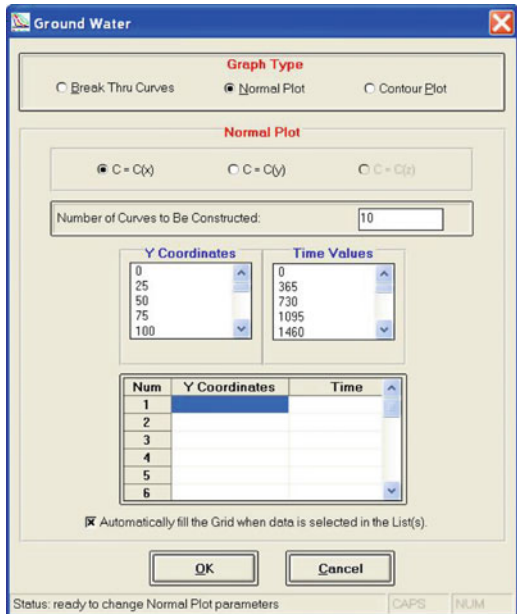 Ground Water
Graph Type
Break Thru Curves Normal Plot Contour Plot
Normal Plot
C = C(x) C = C(y) C = C(z)
Number of Curves to Be Constructed: 10
Y Coordinates Time Values
0 0
25 365
50 730
75 1095
100 1460
Num Y Coordinates Time
1
2
3
4
5
6
Automatically fill the Grid when data is selected in the List(s).
OK Cancel
Status: ready to change Normal Plot parameters CAPS NUM